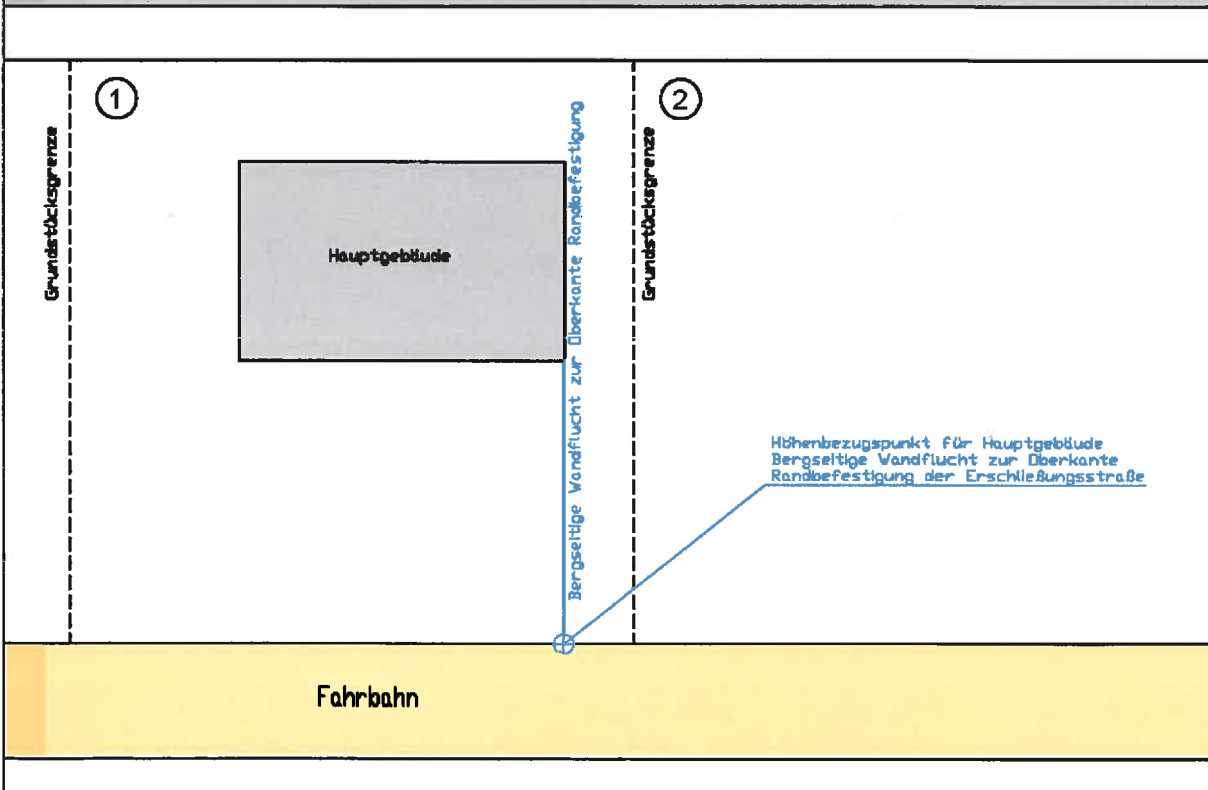 1
2
Grundstücksgrenze
Hauptgebäude
Bergseitige Wandflucht zur Oberkante Randbefestigung
Grundstücksgrenze
Höhenbezugspunkt für Hauptgebäude
Bergseitige Wandflucht zur Oberkante
Randbefestigung der Erschließungsstraße
Fahrbahn